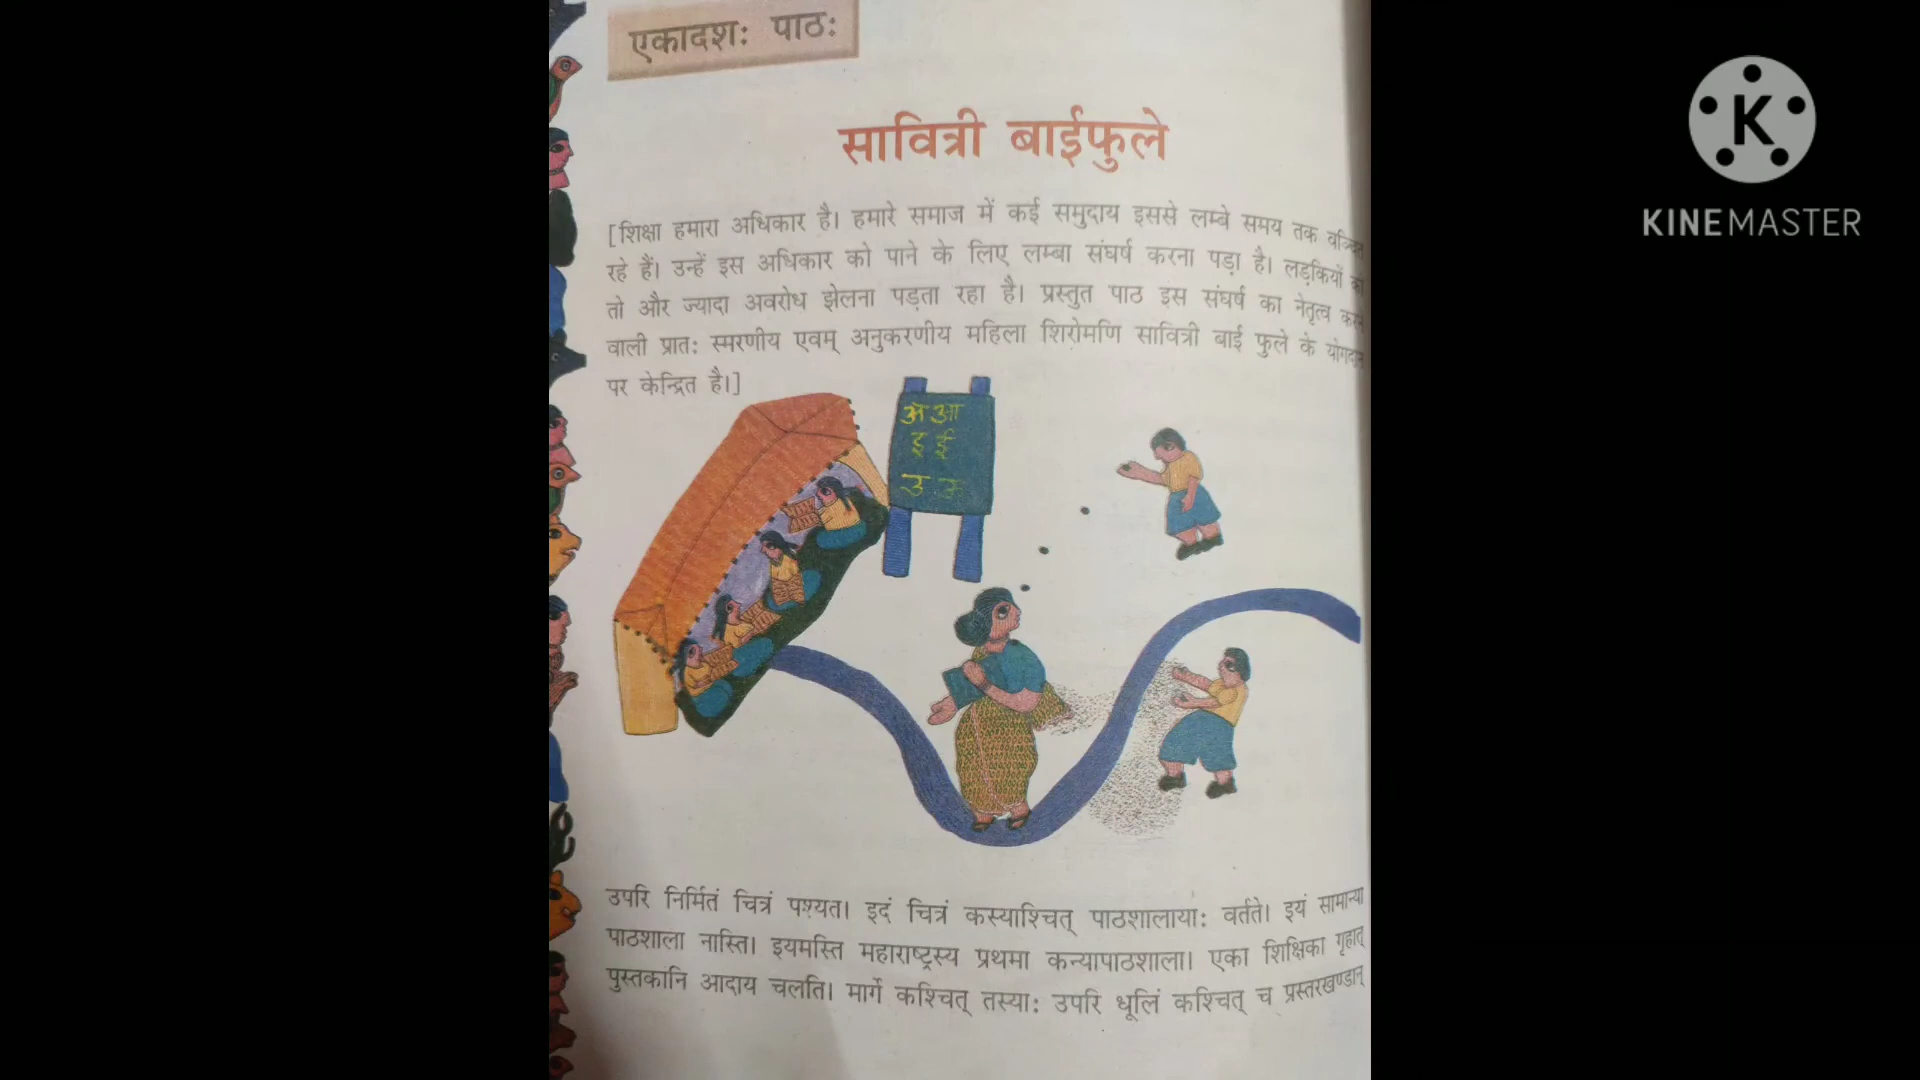 एकादशः पाठः
सावित्री बाईफुले
[शिक्षा हमारा अधिकार है। हमारे समाज में कई समुदाय इससे लम्बे समय तक वञ्चित
रहे हैं। उन्हें इस अधिकार को पाने के लिए लम्बा संघर्ष करना पड़ा है। लड़कियों को
तो और ज्यादा अवरोध झेलना पड़ता रहा है। प्रस्तुत पाठ इस संघर्ष का नेतृत्व करने
वाली प्रातः स्मरणीय एवम् अनुकरणीय महिला शिरोमणि सावित्री बाई फुले के योगदान
पर केन्द्रित है।]
अ आ
इ ई
उ ऊ
उपरि निर्मितं चित्रं पश्यत। इदं चित्रं कस्याश्चित् पाठशालायाः वर्तते। इयं सामान्या
पाठशाला नास्ति। इयमस्ति महाराष्ट्रस्य प्रथमा कन्यापाठशाला। एका शिक्षिका गृहात्
पुस्तकानि आदाय चलति। मार्गे कश्चित् तस्याः उपरि धूलिं कश्चित् च प्रस्तरखण्डान्
K
KINEMASTER